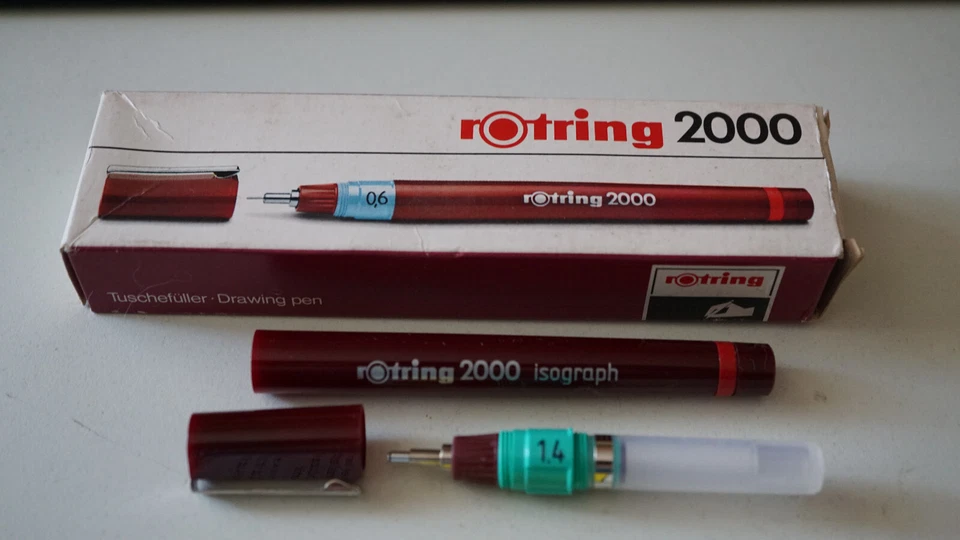 rotring 2000
0,6
rotring 2000
Tuschefüller · Drawing pen
rotring
rotring 2000 isograph
1.4